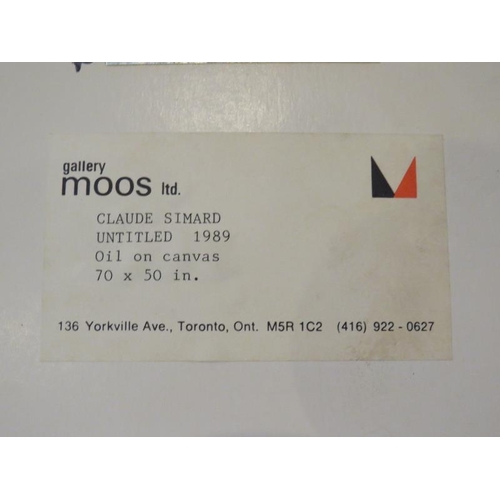 gallery
moos ltd.
CLAUDE SIMARD
UNTITLED 1989
Oil on canvas
70 x 50 in.
136 Yorkville Ave., Toronto, Ont. M5R 1C2 (416) 922 - 0627